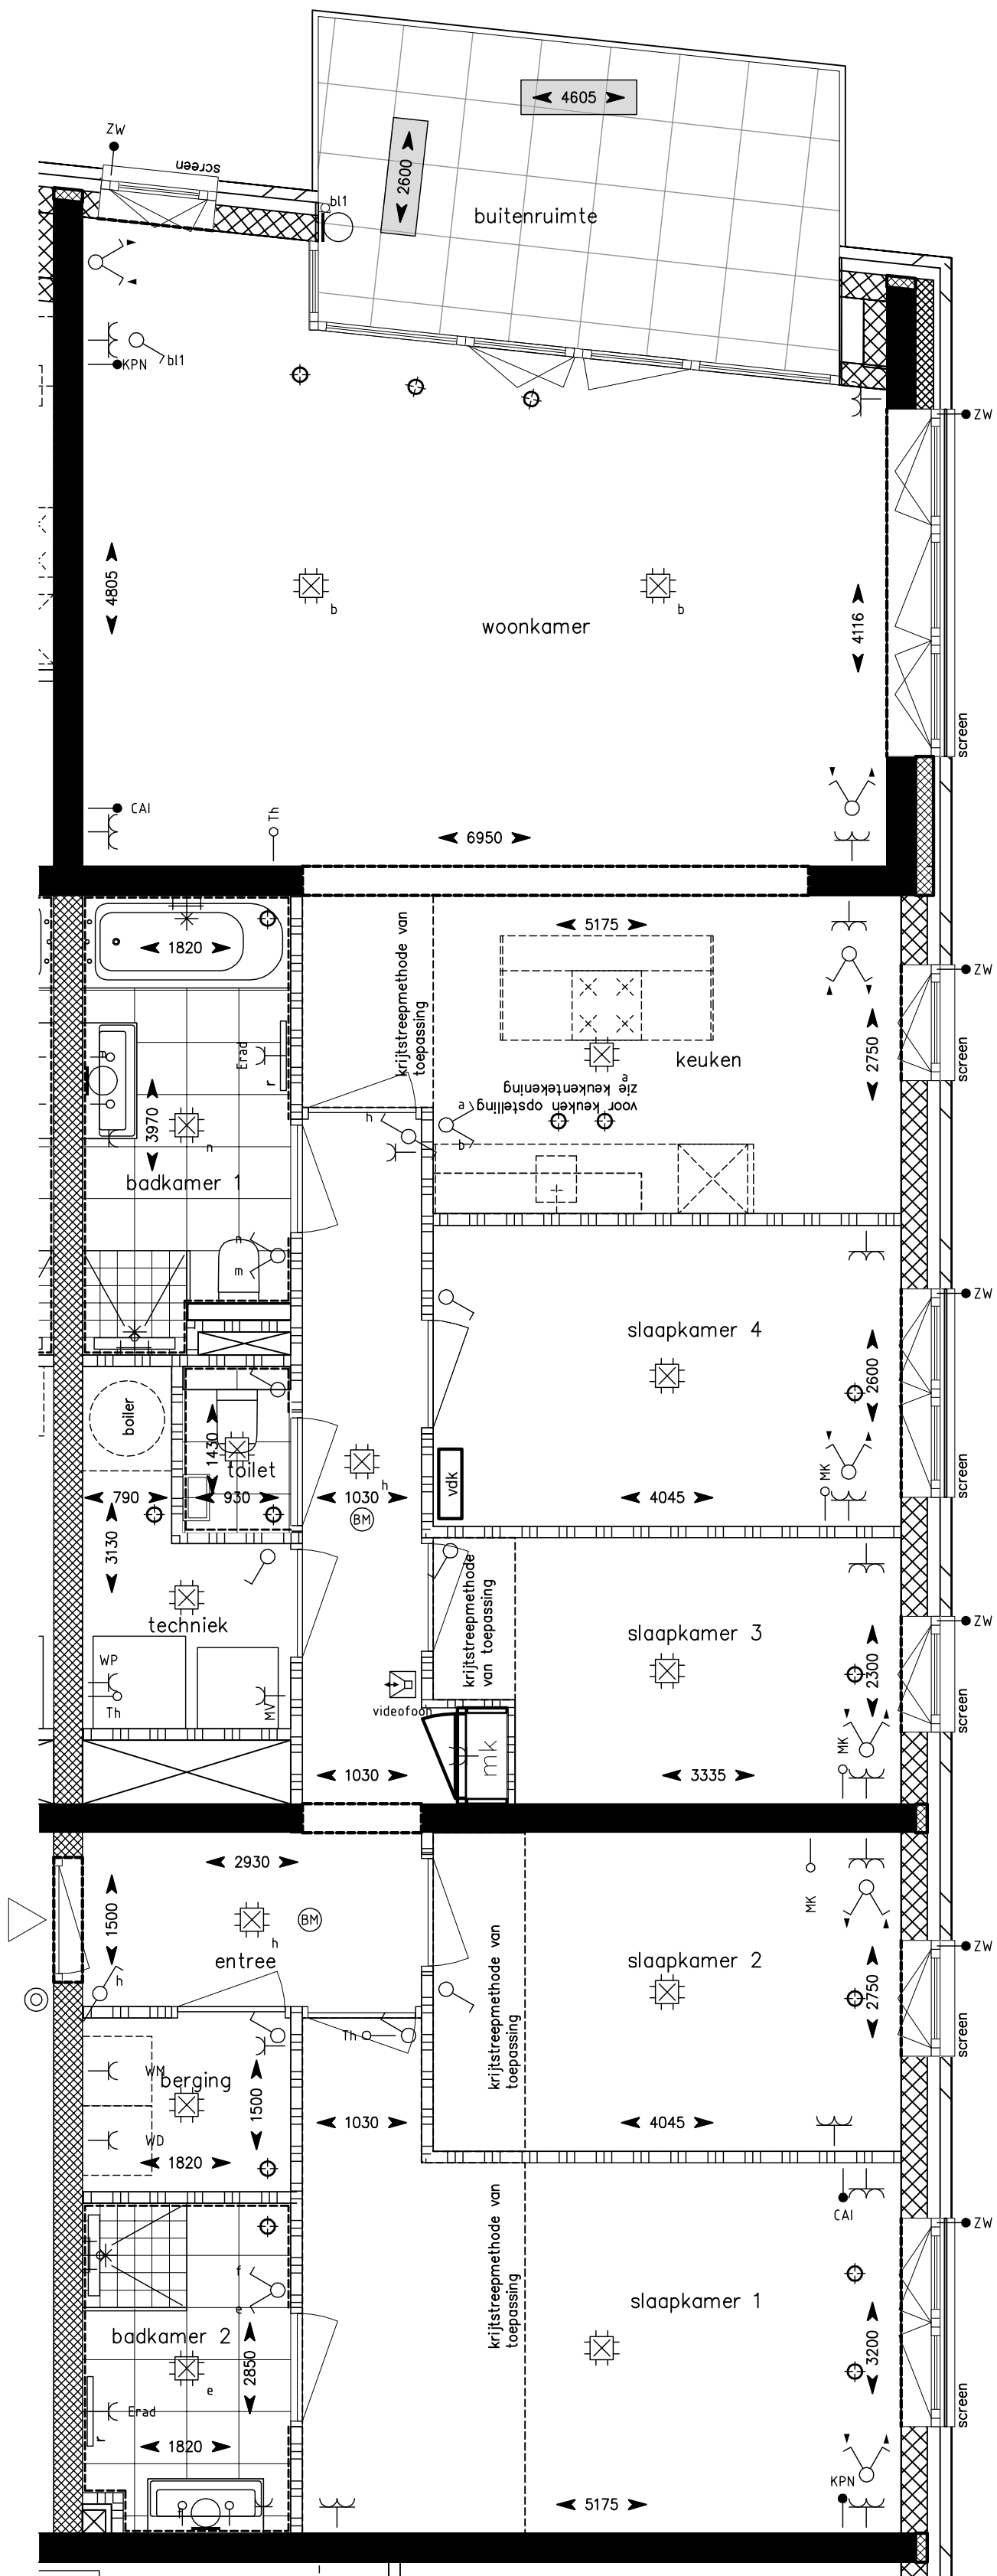 4605
ZW
screen
2600
bl1
buitenruimte
KPN
bl1
ZW
4805
b
b
woonkamer
4116
screen
CAI
Th
6950
1820
krijtstreepmethode van
toepassing
5175
ZW
Erad
r
2750
keuken
screen
e
voor keuken opstelling
zie keukentekening
3970
n
h
a
b
badkamer 1
n
m
ZW
slaapkamer 4
2600
boiler
1430
toilet
h
vdk
MK
screen
790
930
1030
4045
BM
3130
krijtstreepmethode
van toepassing
techniek
slaapkamer 3
ZW
WP
Th
MV
videofoon
2300
screen
mk
MK
1030
3335
2930
MK
1500
BM
h
entree
h
krijtstreepmethode van
toepassing
slaapkamer 2
ZW
2750
screen
Th
WM
berging
1500
WD
1820
1030
4045
krijtstreepmethode van
toepassing
CAI
ZW
f
e
slaapkamer 1
badkamer 2
2850
e
3200
screen
Erad
r
1820
KPN
5175
f